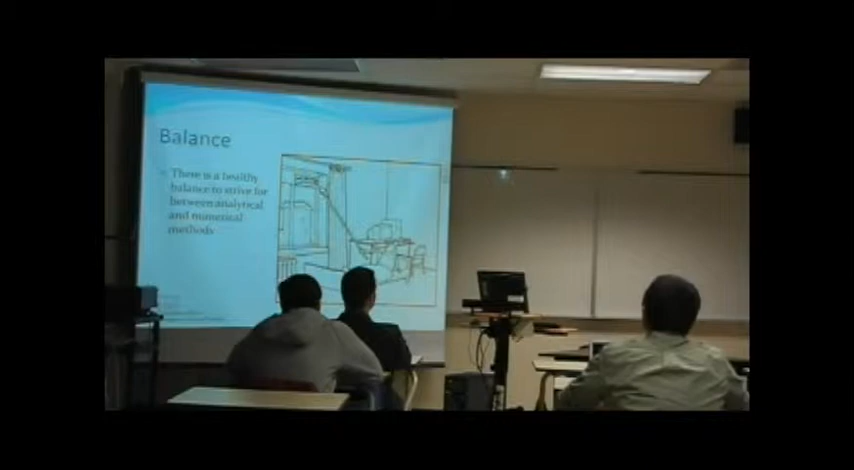 Balance
There is a healthy
balance to strive for
between analytical
and numerical
methods